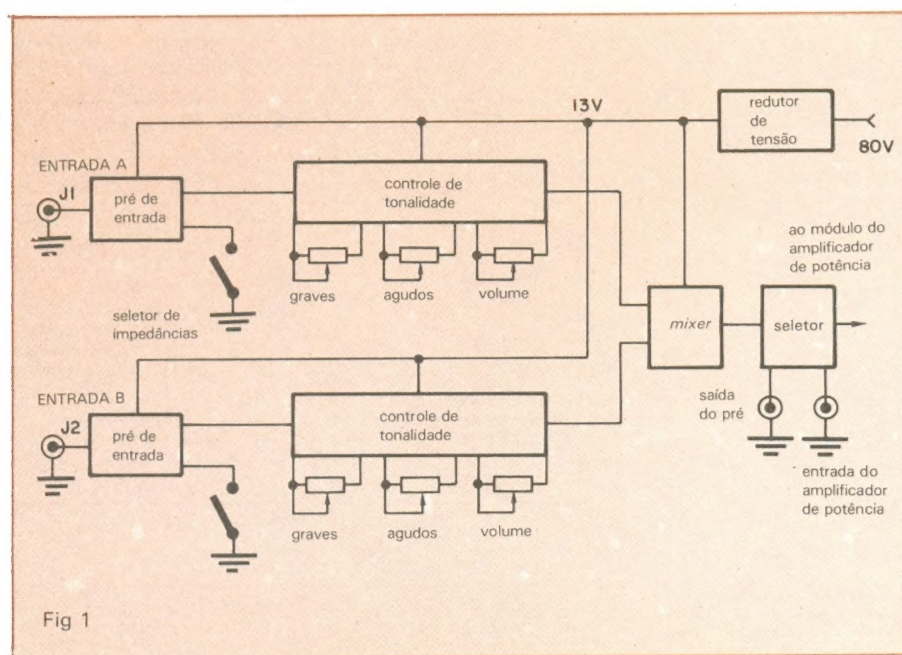 13V
redutor
de
tensão
80V
ENTRADA A
J1
pré de
entrada
controle de
tonalidade
graves
agudos
volume
seletor de
impedâncias
ao módulo do
amplificador
de potência
mixer
seletor
saída
do pré
entrada do
amplificador
de potência
ENTRADA B
J2
pré de
entrada
controle de
tonalidade
graves
agudos
volume
Fig 1